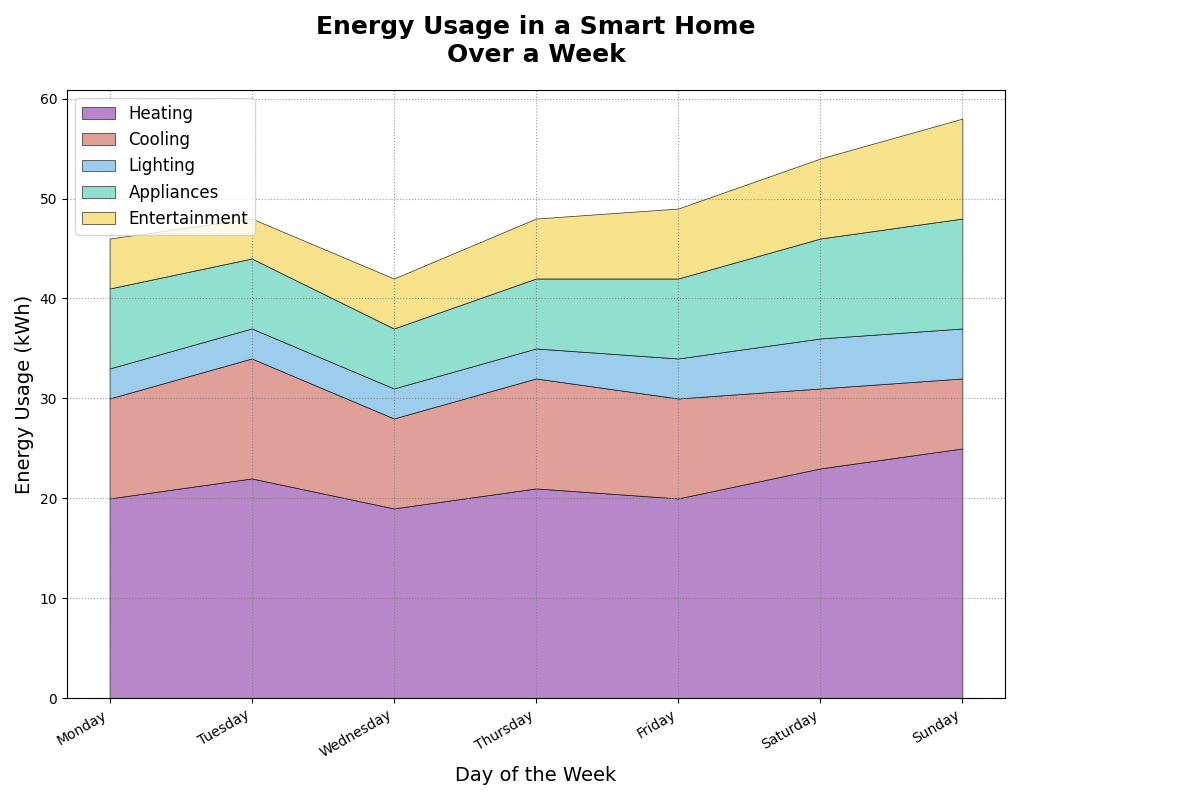 Energy Usage in a Smart Home
Over a Week
Heating
Cooling
Lighting
Appliances
Entertainment
Energy Usage (kWh)
60
50
40
30
20
10
0
Monday
Tuesday
Wednesday
Thursday
Friday
Saturday
Sunday
Day of the Week